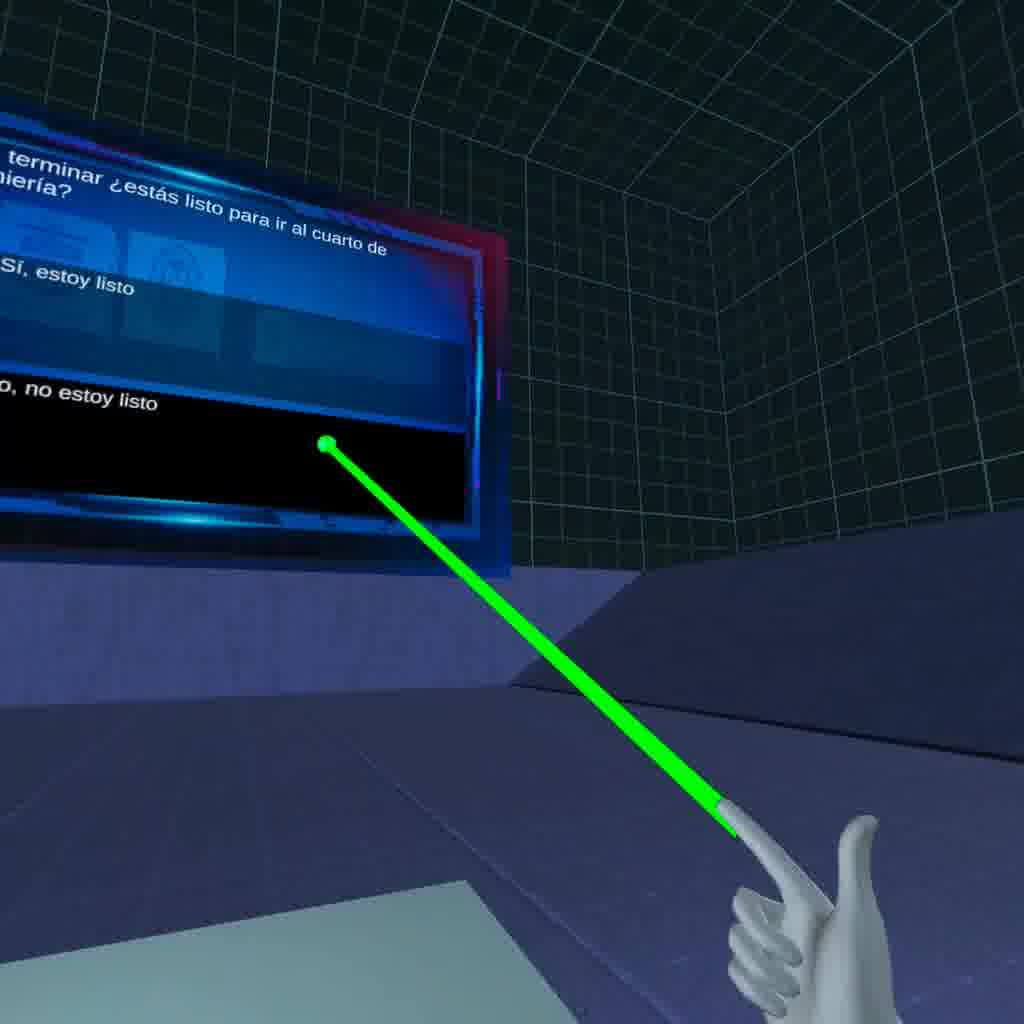 terminar ¿estás listo para ir al cuarto de
niería?
Sí, estoy listo
o, no estoy listo